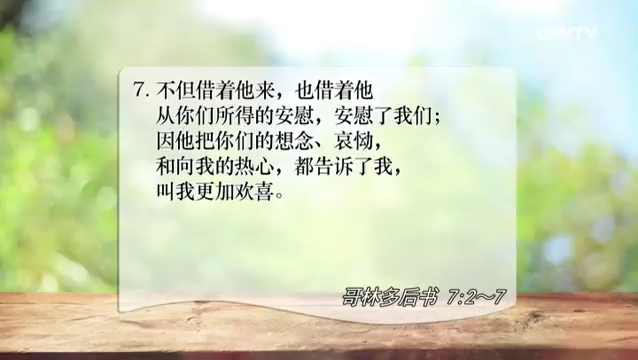 CGNTV
7. 不但借着他来，也借着他
从你们所得的安慰，安慰了我们；
因他把你们的想念、哀恸，
和向我的热心，都告诉了我，
叫我更加欢喜。
哥林多后书 7:2～7